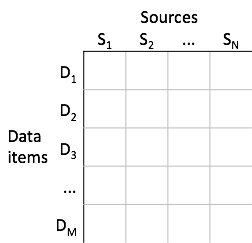 Sources
S1 S2 ... SN
D1
D2
Data items
D3
...
DM